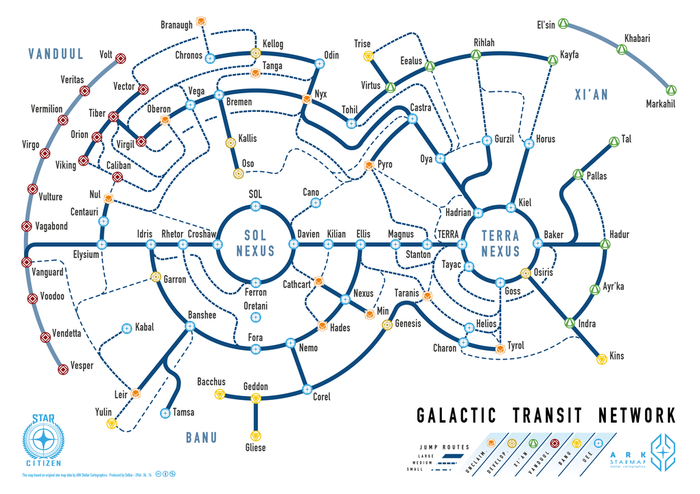 Branaugh
El'sin
Kellog
Khabari
VANDUUL
Volt
Chronos
Odin
Trise
Rihlah
Kayfa
Tanga
Eealus
Veritas
Vector
Vega
Nyx
Virtus
XI'AN
Markahil
Vermilion
Tiber
Oberon
Bremen
Tohil
Castra
Orion
Virgo
Virgil
Kallis
Gurzil
Horus
Tal
Viking
Caliban
Oso
Pyro
Oya
Pallas
Vulture
Nul
SOL
Cano
Kiel
Centauri
Hadrian
Vagabond
Idris
Rhetor
Croshaw
SOL
NEXUS
Davien
Kilian
Ellis
Magnus
TERRA
TERRA
NEXUS
Baker
Hadur
Elysium
Stanton
Vanguard
Tayac
Osiris
Garron
Cathcart
Goss
Ferron
Nexus
Taranis
Ayr'ka
Voodoo
Oretani
Banshee
Min
Kabal
Hades
Genesis
Helios
Indra
Vendetta
Fora
Nemo
Charon
Tyrol
Kins
Vesper
Bacchus
Geddon
Leir
Corel
Yulin
Tamsa
BANU
Gliese
GALACTIC TRANSIT NETWORK
STAR
CITIZEN
JUMP ROUTES
LARGE
MEDIUM
SMALL
UNCLAIM
DEVELOP
XI'AN
VANDUUL
BANU
UEE
ARK
STARMAP